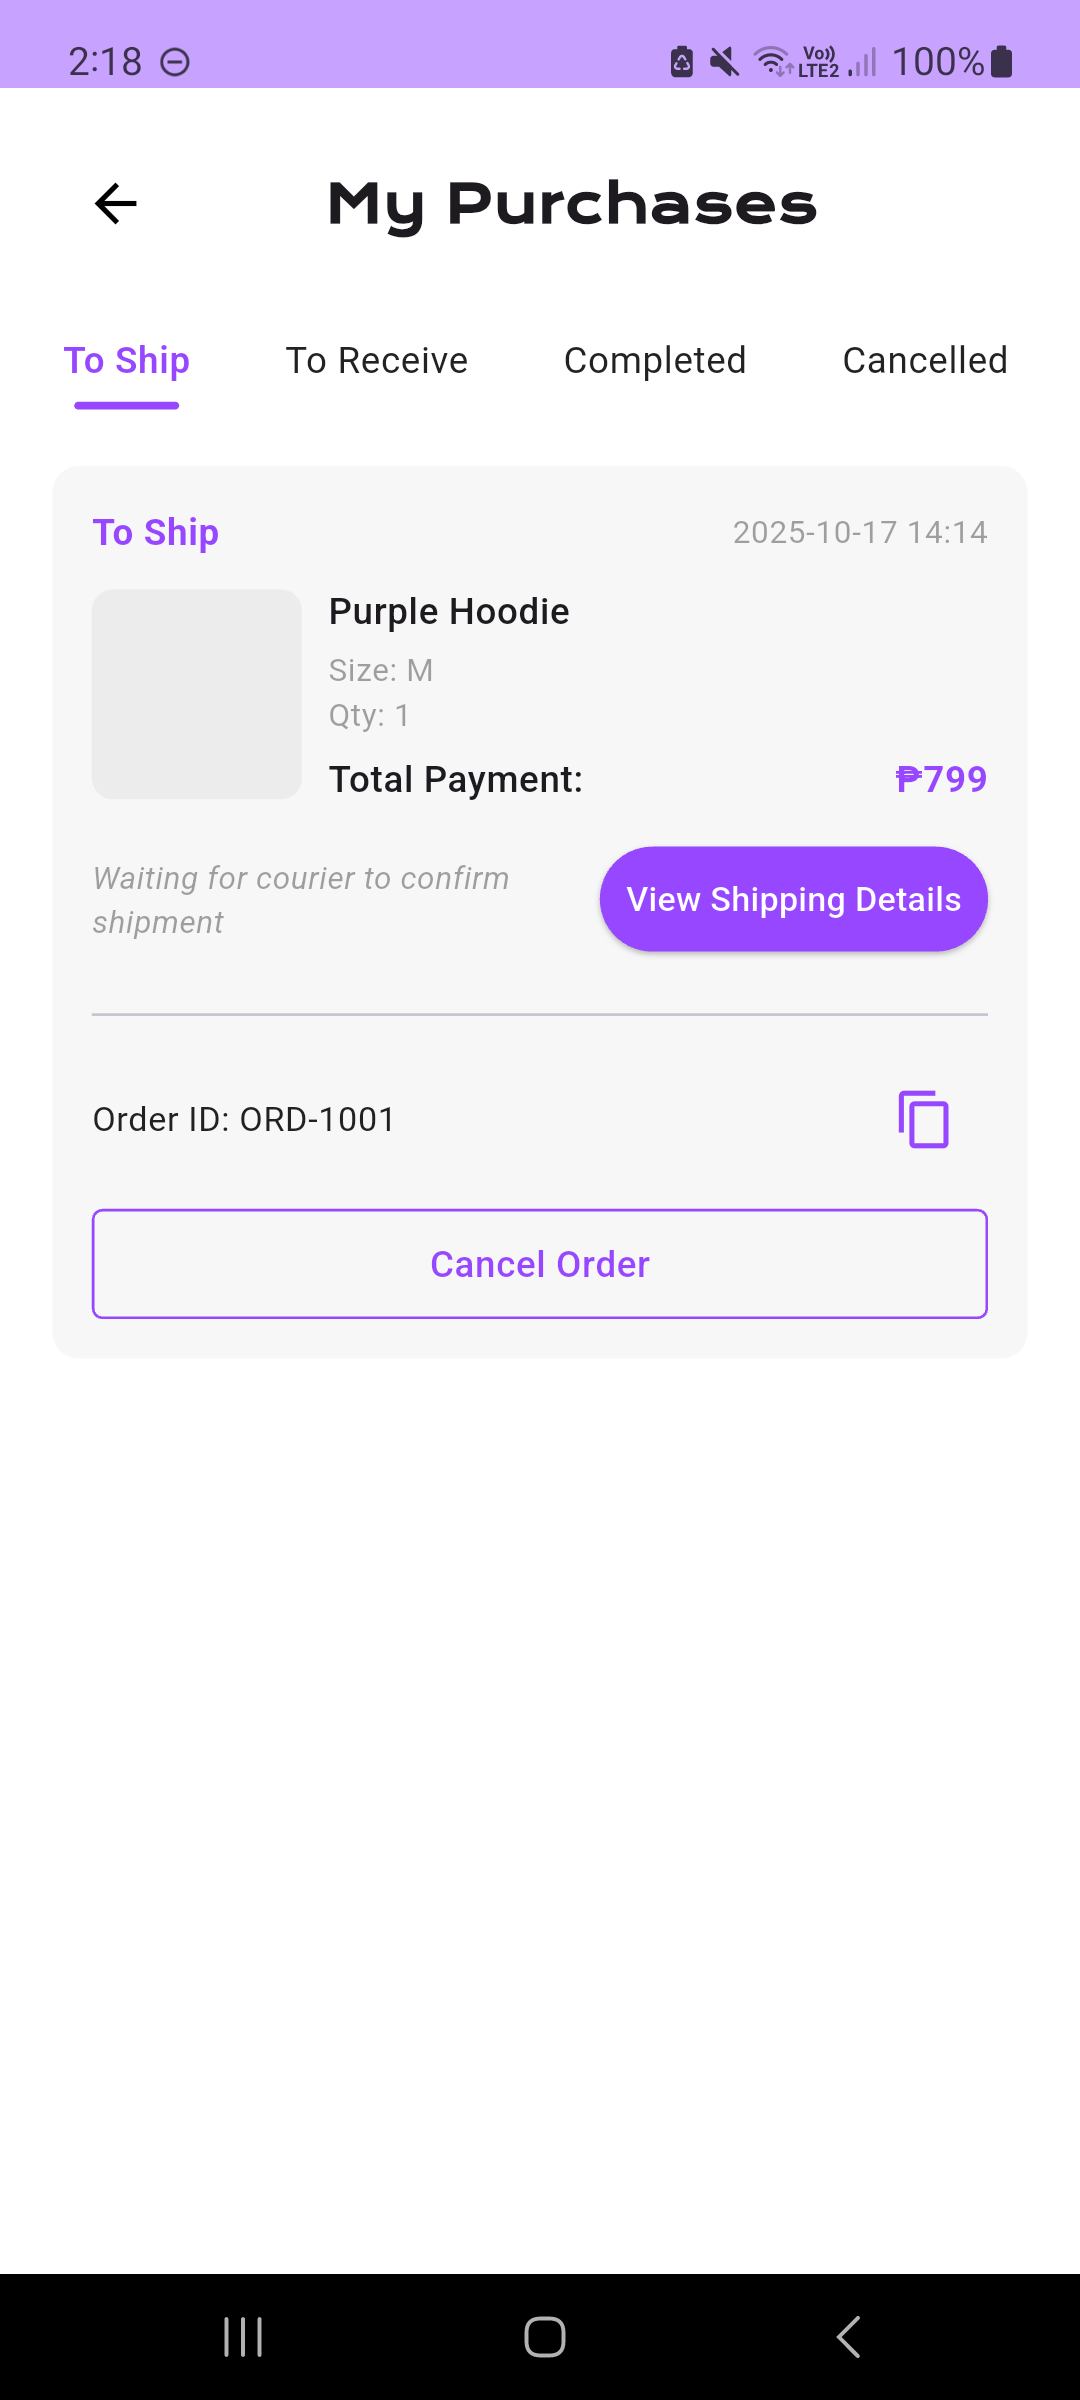 2:18
Vo)) LTE2 100%
My Purchases
To Ship To Receive Completed Cancelled
To Ship 2025-10-17 14:14
Purple Hoodie
Size: M
Qty: 1
Total Payment: ₱799
Waiting for courier to confirm
shipment
View Shipping Details
Order ID: ORD-1001
Cancel Order